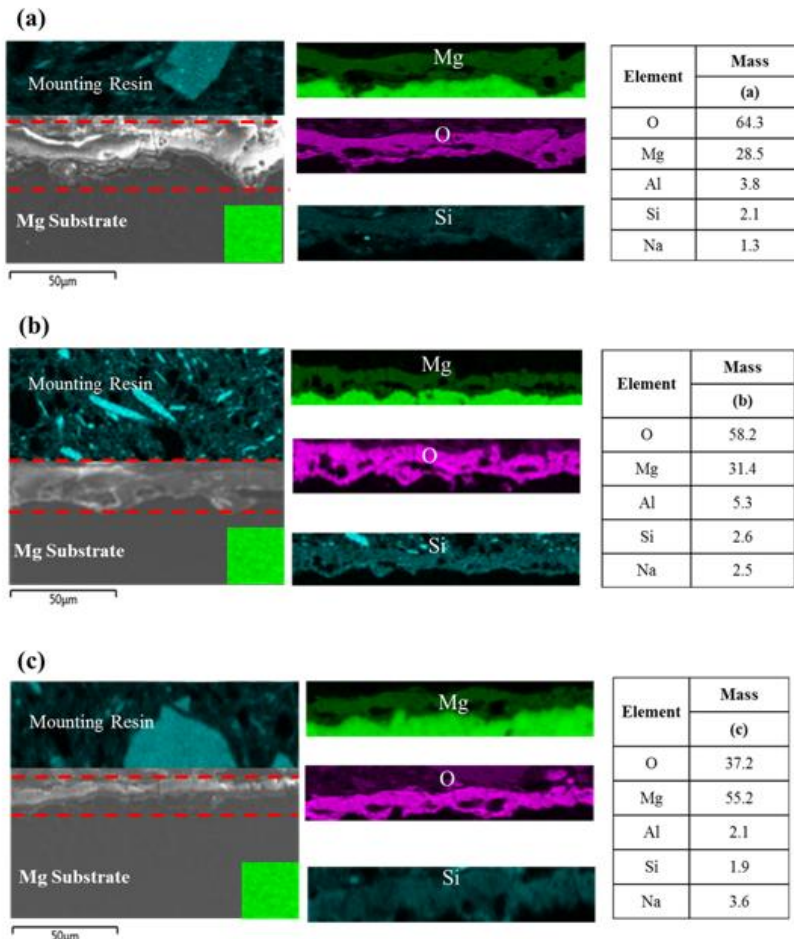 (a)
Mounting Resin
Mg Substrate
50µm
Mg
O
Si
Element Mass
(a)
O 64.3
Mg 28.5
Al 3.8
Si 2.1
Na 1.3
(b)
Mounting Resin
Mg Substrate
50µm
Mg
O
Si
Element Mass
(b)
O 58.2
Mg 31.4
Al 5.3
Si 2.6
Na 2.5
(c)
Mounting Resin
Mg Substrate
50µm
Mg
O
Si
Element Mass
(c)
O 37.2
Mg 55.2
Al 2.1
Si 1.9
Na 3.6